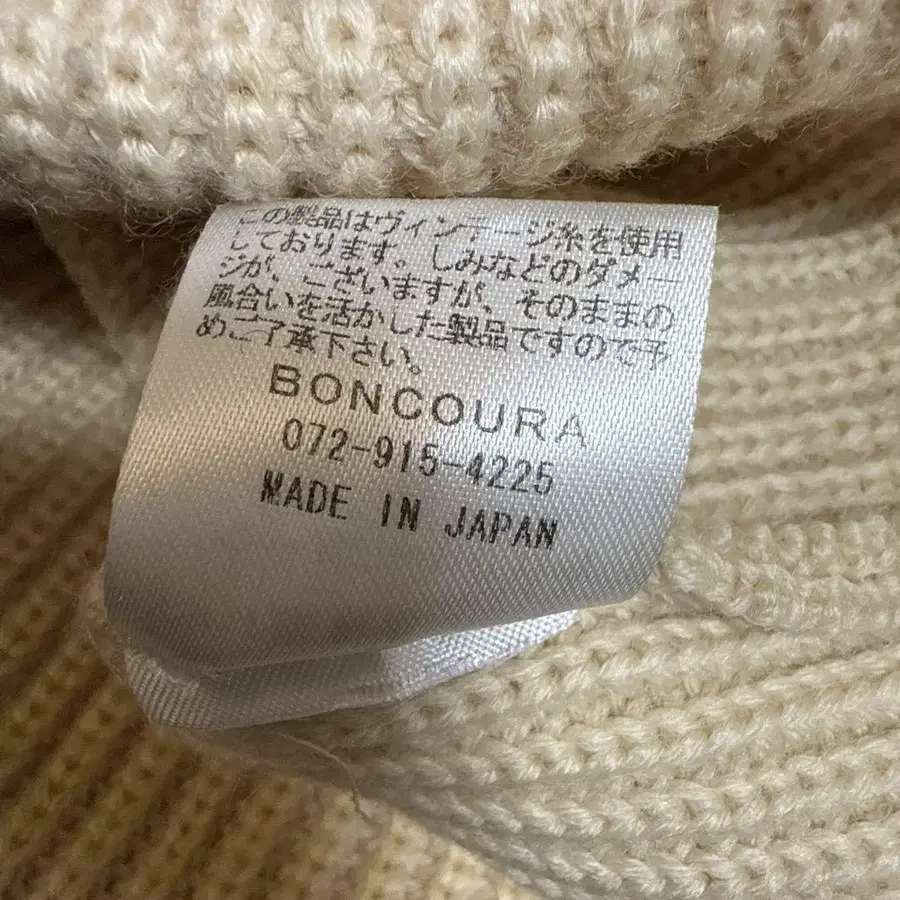 この製品はヴィンテージ糸を使用
しております。しみなどのダメー
ジが、ございますが、そのままの
風合いを活かした製品ですので予
めご了承下さい。
BONCOURA
072-915-4225
MADE IN JAPAN